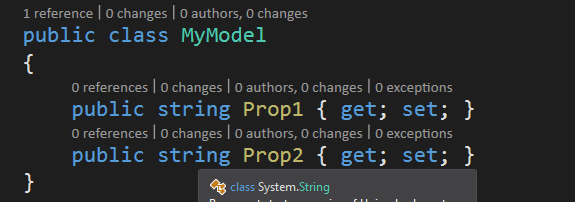 1 reference | 0 changes | 0 authors, 0 changes
public class MyModel
{
0 references | 0 changes | 0 authors, 0 changes | 0 exceptions
public string Prop1 { get; set; }
0 references | 0 changes | 0 authors, 0 changes | 0 exceptions
public string Prop2 { get; set; }
}
class System.String